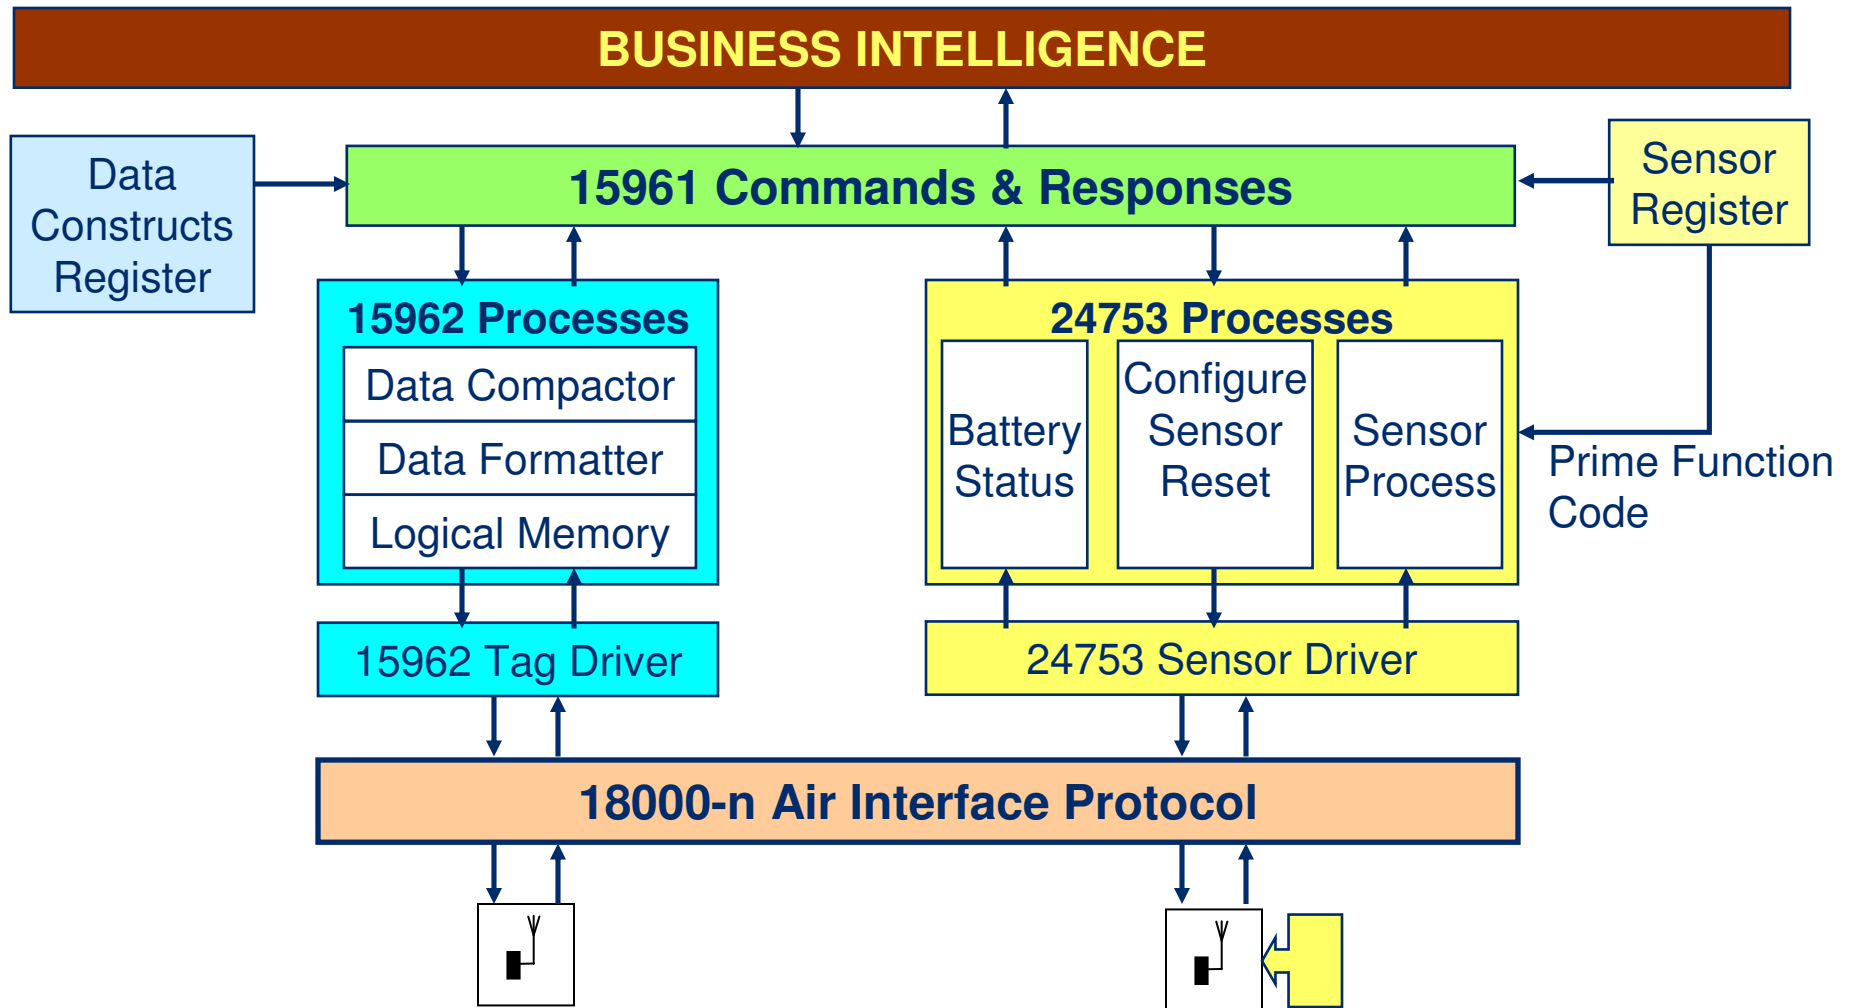 BUSINESS INTELLIGENCE
Data
Constructs
Register
15961 Commands & Responses
Sensor
Register
15962 Processes
Data Compactor
Data Formatter
Logical Memory
24753 Processes
Battery
Status
Configure
Sensor
Reset
Sensor
Process
Prime Function
Code
15962 Tag Driver
24753 Sensor Driver
18000-n Air Interface Protocol